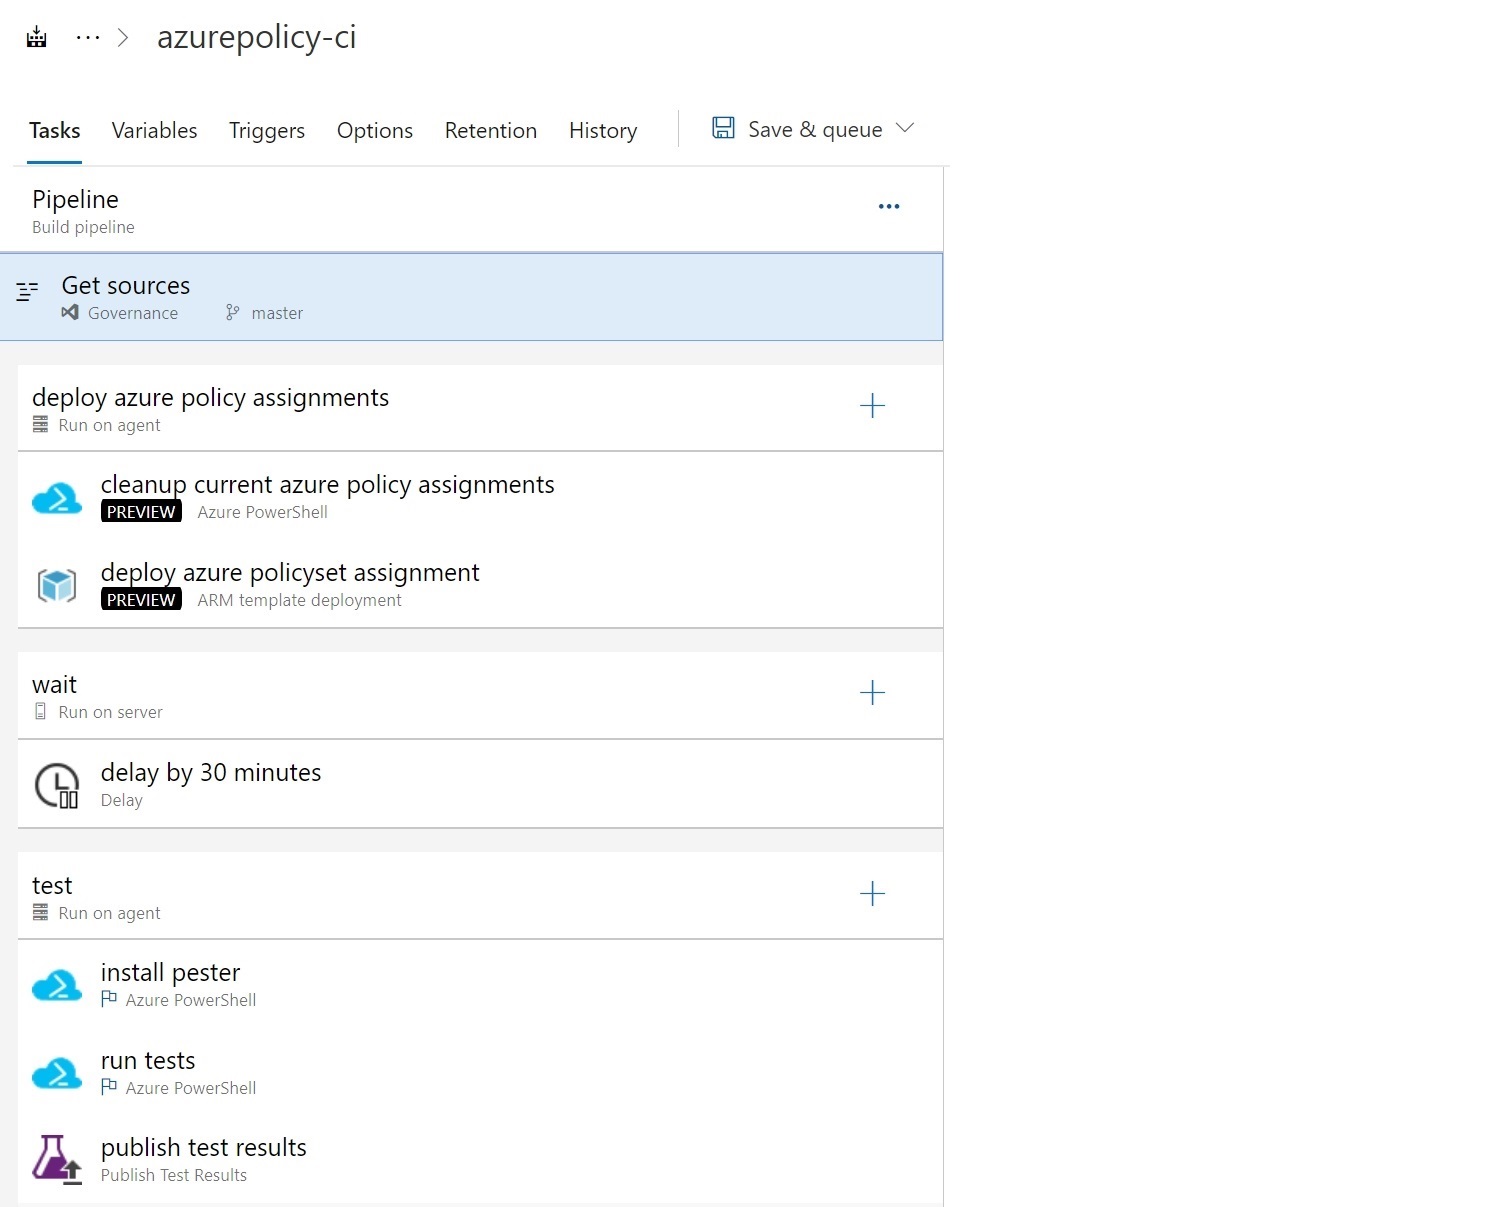 azurepolicy-ci
Tasks Variables Triggers Options Retention History Save & queue
Pipeline
Build pipeline
Get sources
Governance master
deploy azure policy assignments
Run on agent
cleanup current azure policy assignments
PREVIEW Azure PowerShell
deploy azure policyset assignment
PREVIEW ARM template deployment
wait
Run on server
delay by 30 minutes
Delay
test
Run on agent
install pester
Azure PowerShell
run tests
Azure PowerShell
publish test results
Publish Test Results